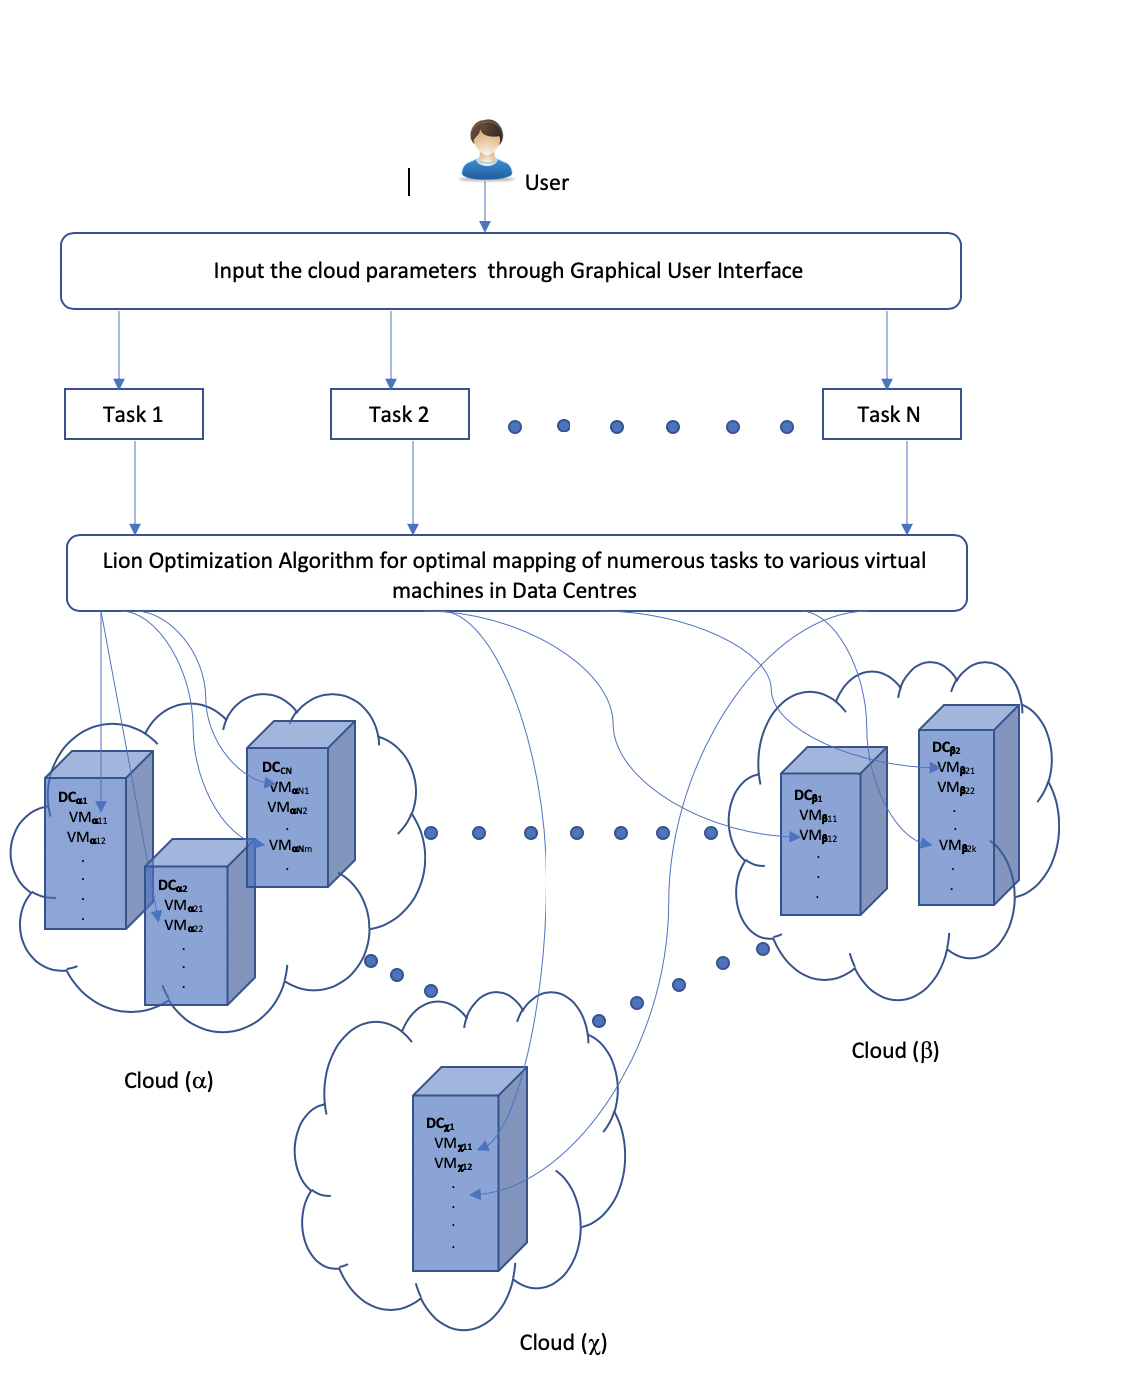 User
Input the cloud parameters  through Graphical User Interface
Task 1
Task 2
Task N
Lion Optimization Algorithm for optimal mapping of numerous tasks to various virtual
machines in Data Centres
DCα1
VMα11
VMα12
DCα2
VMα21
VMα22
DCCN
VMαN1
VMαN2
VMαNm
DCβ1
VMβ11
VMβ12
DCβ2
VMβ21
VMβ22
VMβ2k
Cloud (β)
Cloud (α)
DCχ1
VMχ11
VMχ12
Cloud (χ)